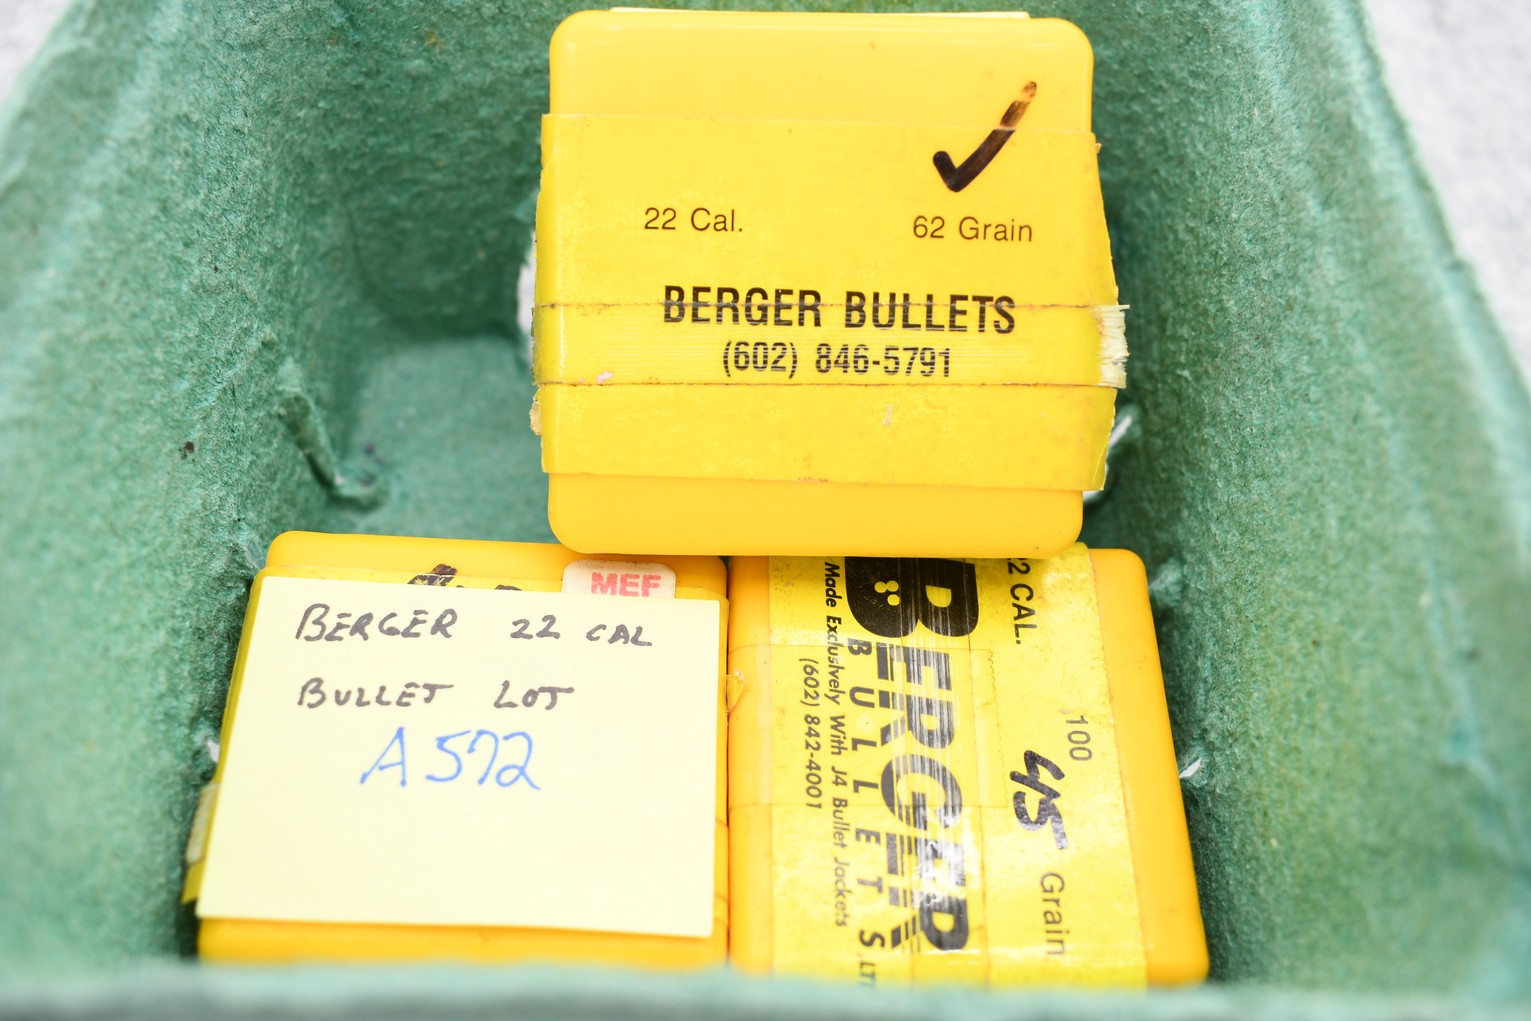 22 Cal. 62 Grain
BERGER BULLETS
(602) 846-5791
MEF
BERGER 22 CAL
BULLET LOT
A572
22 CAL.
100
45 Grain
BERGER
BULLETS, LTD
Made Exclusively With J4 Bullet Jackets
(602) 842-4001